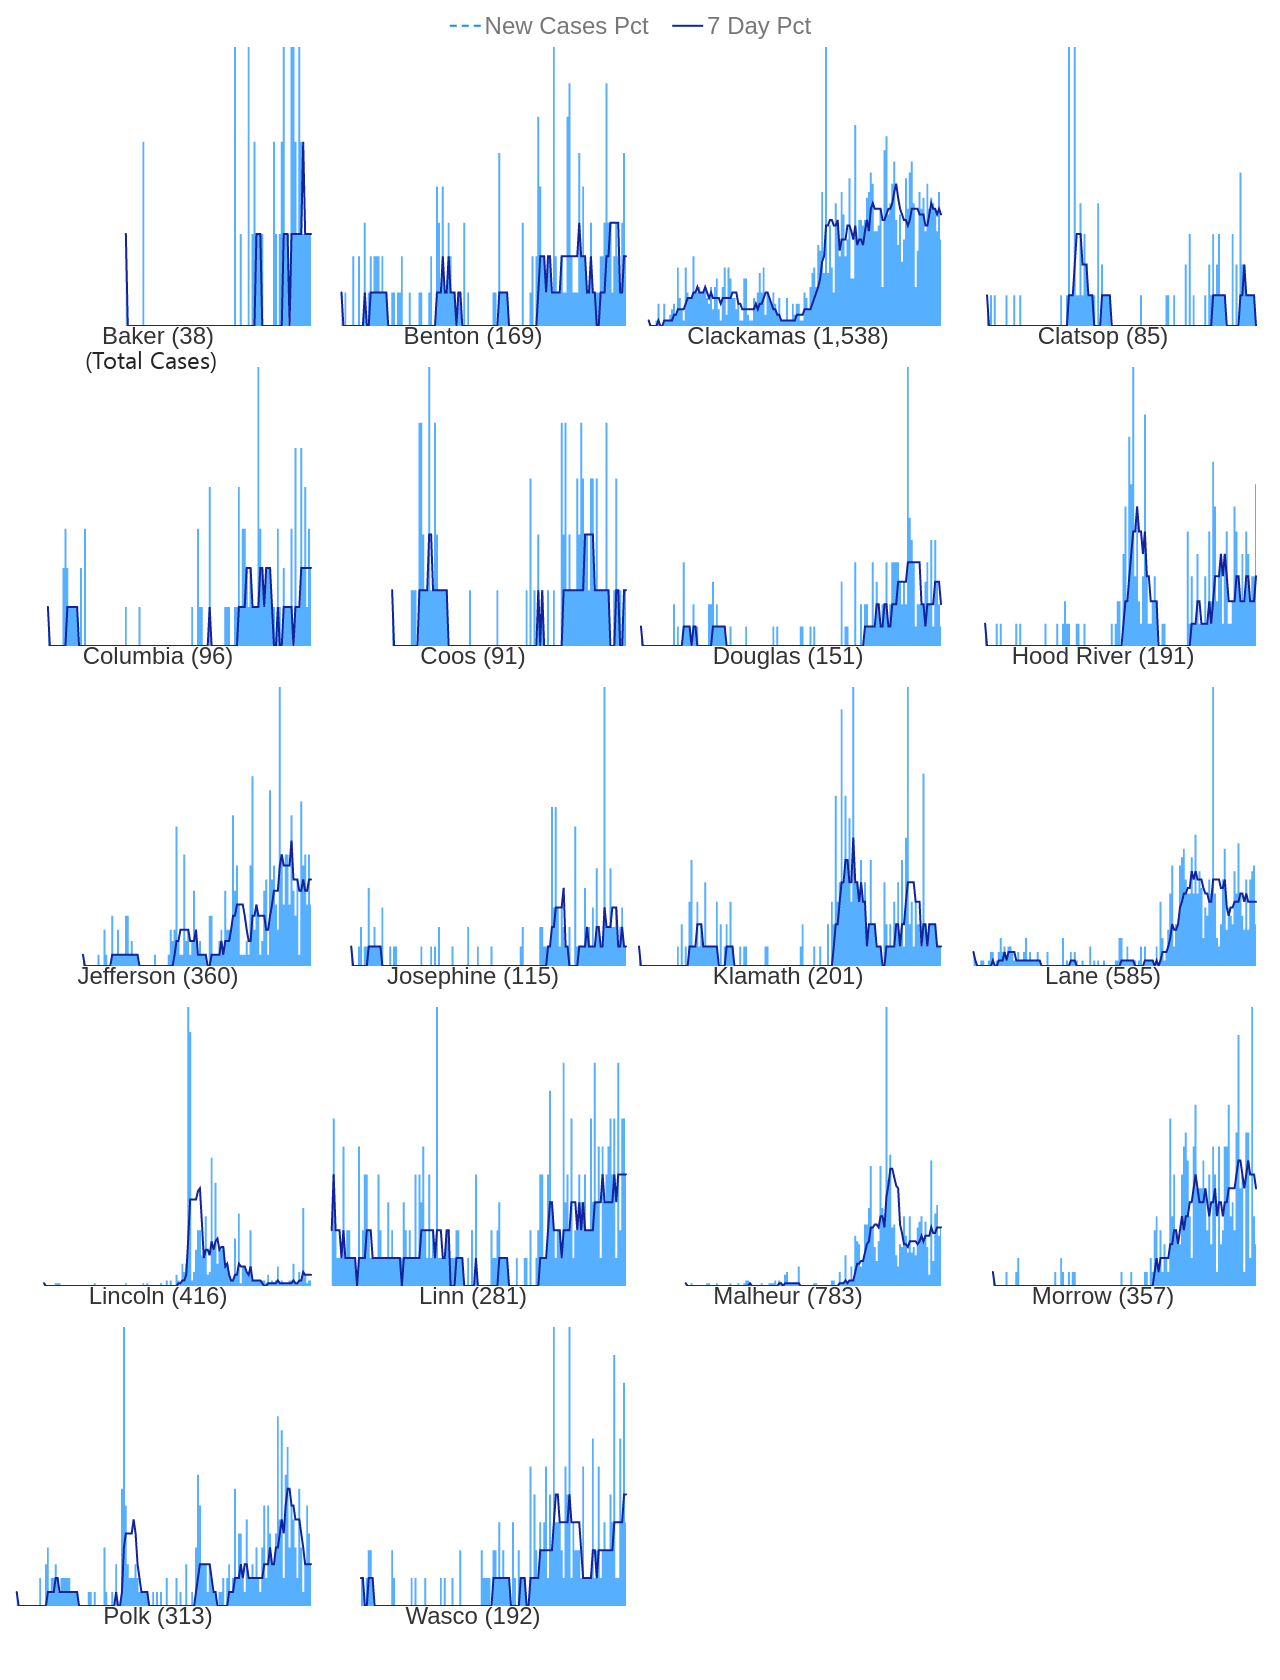 New Cases Pct 7 Day Pct
Baker (38) Benton (169) Clackamas (1,538) Clatsop (85)
(Total Cases)
Columbia (96) Coos (91) Douglas (151) Hood River (191)
Jefferson (360) Josephine (115) Klamath (201) Lane (585)
Lincoln (416) Linn (281) Malheur (783) Morrow (357)
Polk (313) Wasco (192)